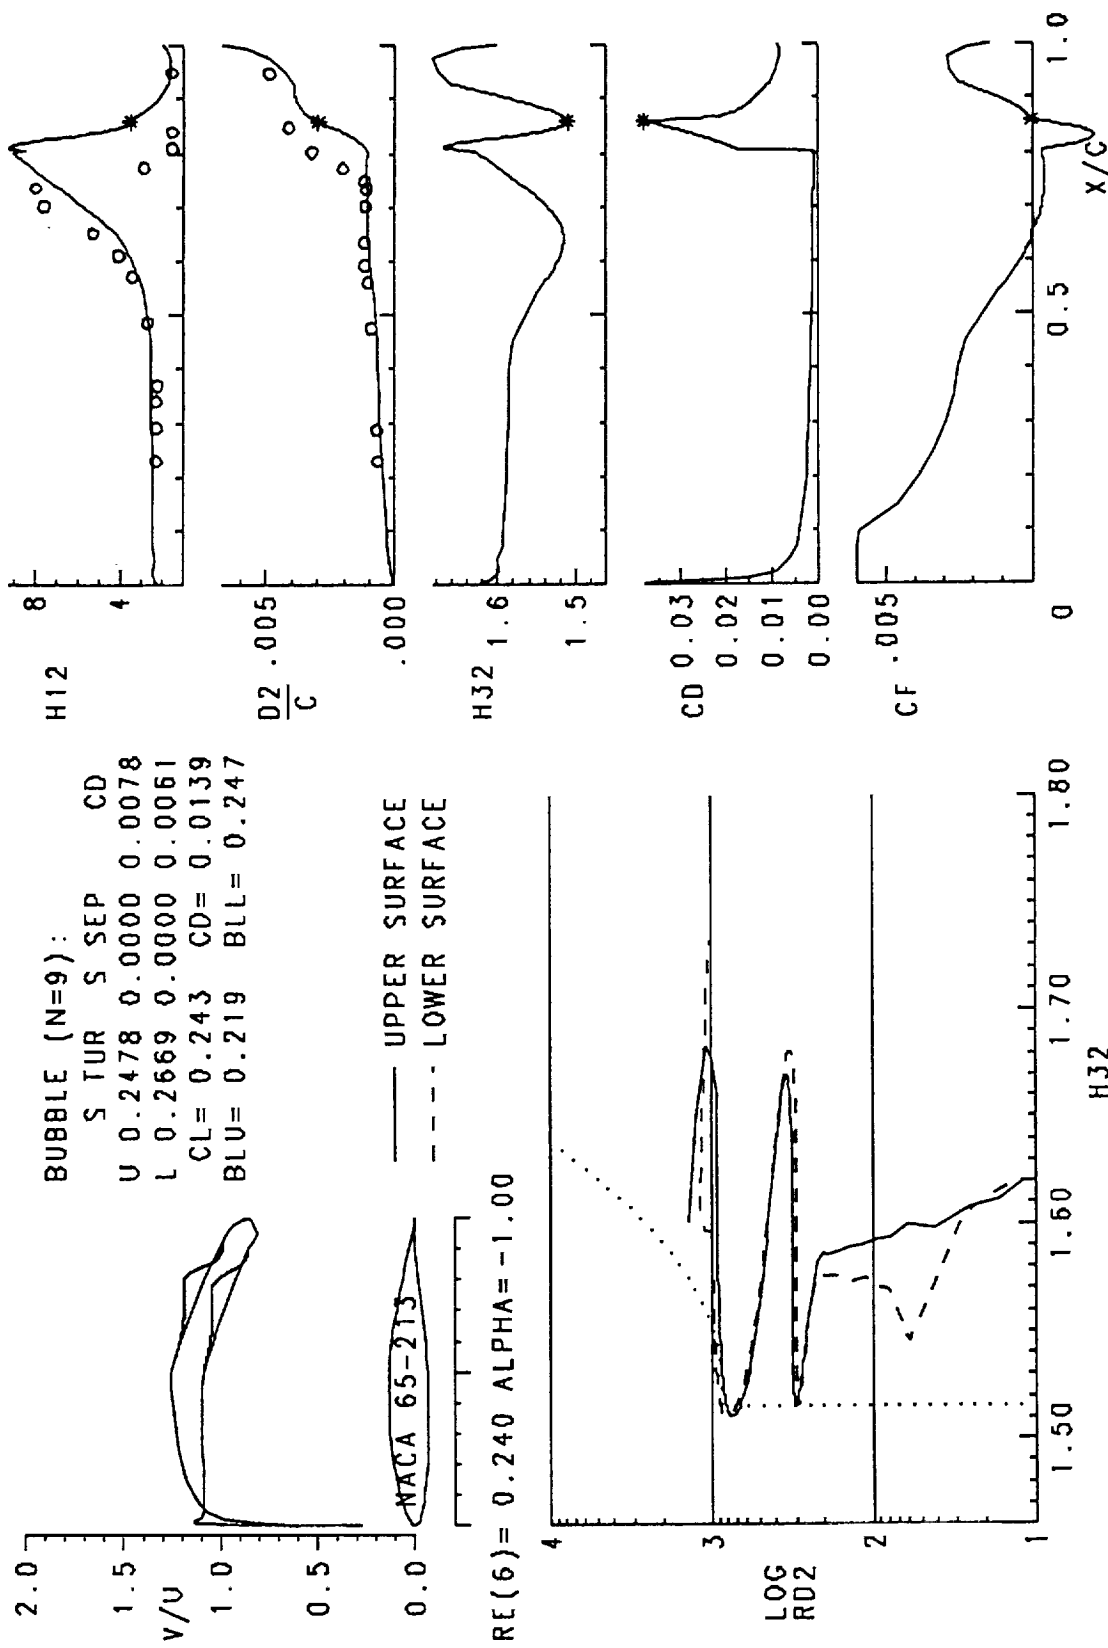 2.0
1.5
V/U
1.0
0.5
0.0
NACA 65-213
BUBBLE (N=9):
S TUR S SEP CD
U 0.2478 0.0000 0.0078
L 0.2669 0.0000 0.0061
CL= 0.243 CD= 0.0139
BLU= 0.219 BLL= 0.247
UPPER SURFACE
LOWER SURFACE
RE(6)= 0.240 ALPHA= -1.00
4
3
LOG
RD2
2
1
1.50
1.60
1.70
1.80
H32
H12
8
4
D2
C
.005
.000
H32
1.6
1.5
CD
0.03
0.02
0.01
0.00
CF
.005
0
0.5
X/C
1.0